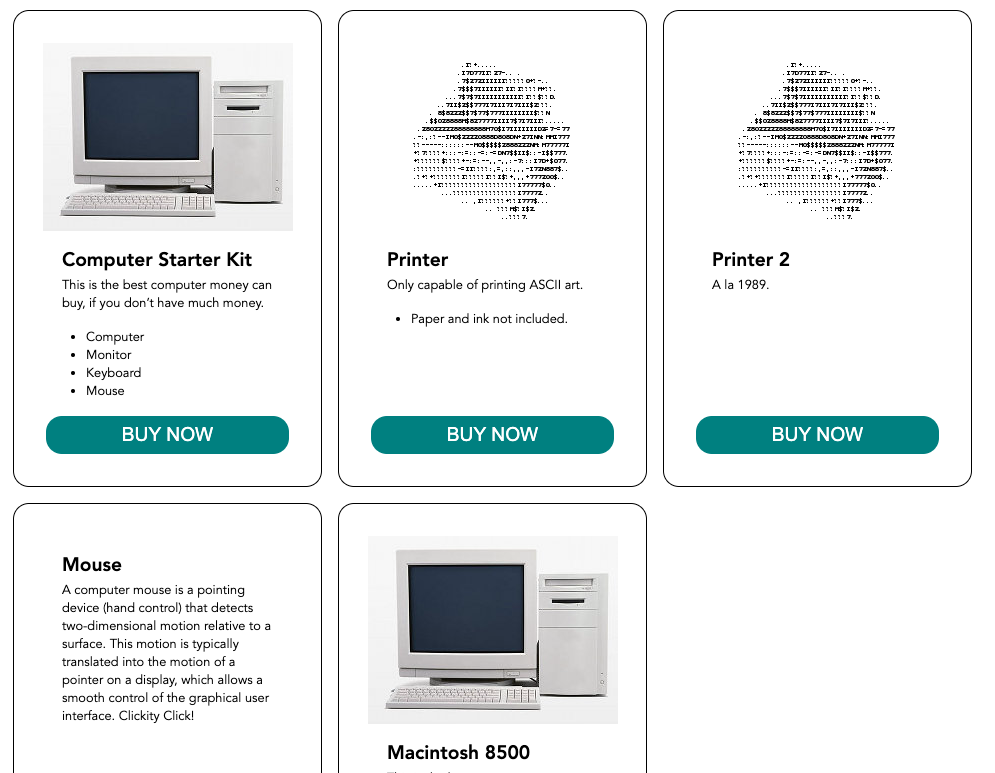 Computer Starter Kit
This is the best computer money can
buy, if you don’t have much money.
• Computer
• Monitor
• Keyboard
• Mouse
BUY NOW
Printer
Only capable of printing ASCII art.
• Paper and ink not included.
BUY NOW
Printer 2
A la 1989.
BUY NOW
Mouse
A computer mouse is a pointing
device (hand control) that detects
two-dimensional motion relative to a
surface. This motion is typically
translated into the motion of a
pointer on a display, which allows a
smooth control of the graphical user
interface. Clickity Click!
Macintosh 8500